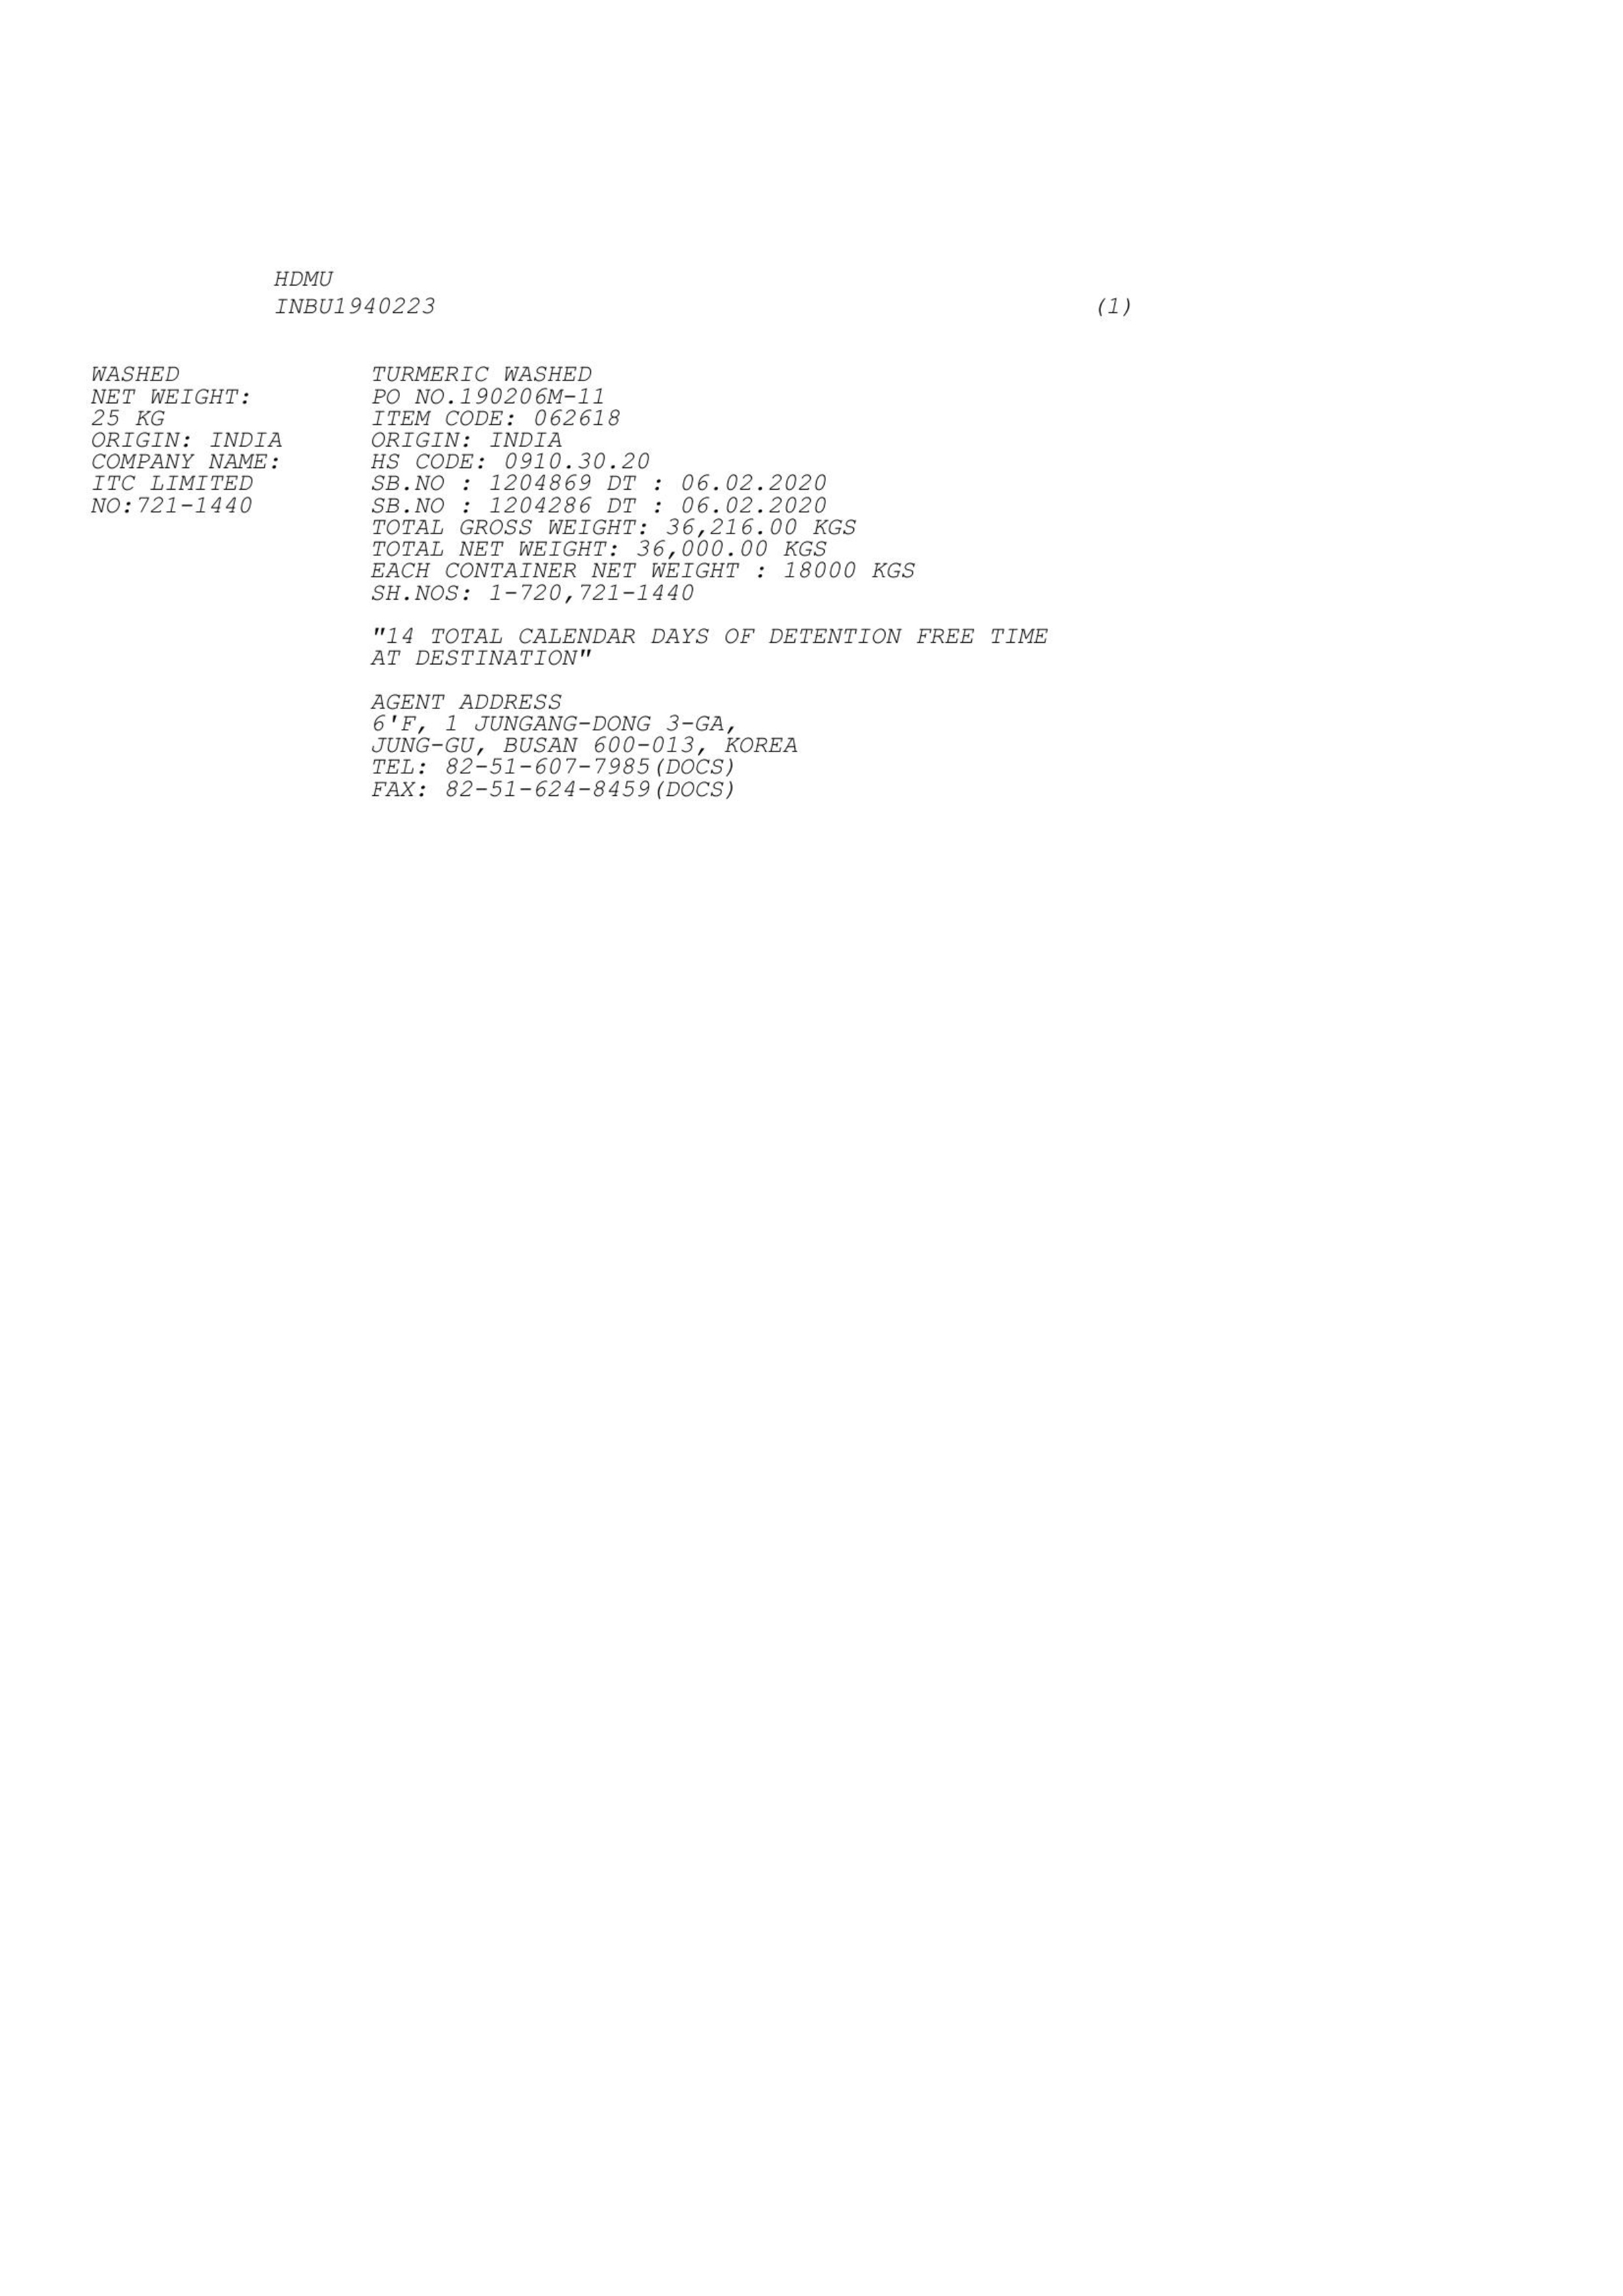 HDMU
INBU1940223 (1)
WASHED
NET WEIGHT:
25 KG
ORIGIN: INDIA
COMPANY NAME:
ITC LIMITED
NO:721-1440
TURMERIC WASHED
PO NO.190206M-11
ITEM CODE: 062618
ORIGIN: INDIA
HS CODE: 0910.30.20
SB.NO : 1204869 DT : 06.02.2020
SB.NO : 1204286 DT : 06.02.2020
TOTAL GROSS WEIGHT: 36,216.00 KGS
TOTAL NET WEIGHT: 36,000.00 KGS
EACH CONTAINER NET WEIGHT : 18000 KGS
SH.NOS: 1-720,721-1440
"14 TOTAL CALENDAR DAYS OF DETENTION FREE TIME
AT DESTINATION"
AGENT ADDRESS
6'F, 1 JUNGANG-DONG 3-GA,
JUNG-GU, BUSAN 600-013, KOREA
TEL: 82-51-607-7985(DOCS)
FAX: 82-51-624-8459(DOCS)